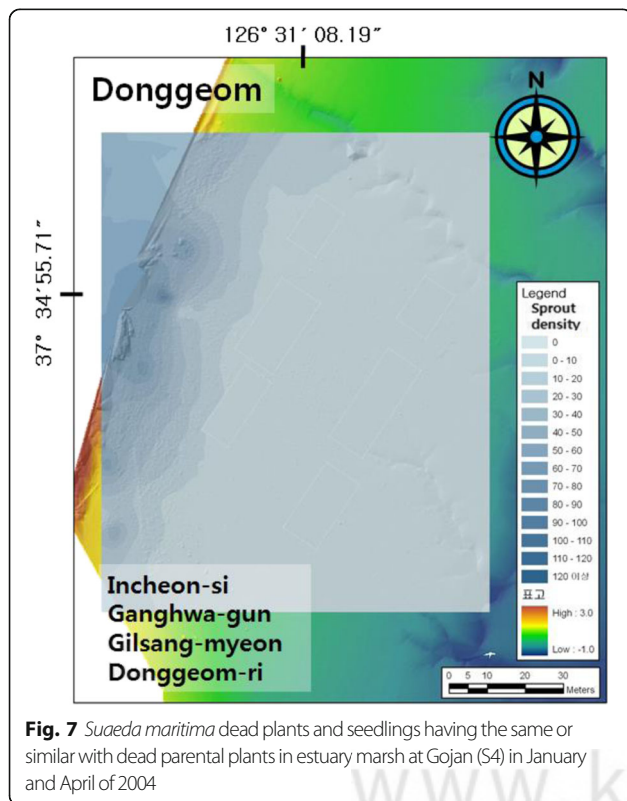 126° 31′ 08.19″
Donggeom
N
37° 34′ 55.71″
Legend
Sprout
density
0
0 - 10
10 - 20
20 - 30
30 - 40
40 - 50
50 - 60
60 - 70
70 - 80
80 - 90
90 - 100
100 - 110
110 - 120
120 이상
표고
High : 3.0
Low : -1.0
Incheon-si
Ganghwa-gun
Gilsang-myeon
Donggeom-ri
0 5 10 20 30
Meters
Fig. 7 Suaeda maritima dead plants and seedlings having the same or
similar with dead parental plants in estuary marsh at Gojan (S4) in January
and April of 2004
www.k